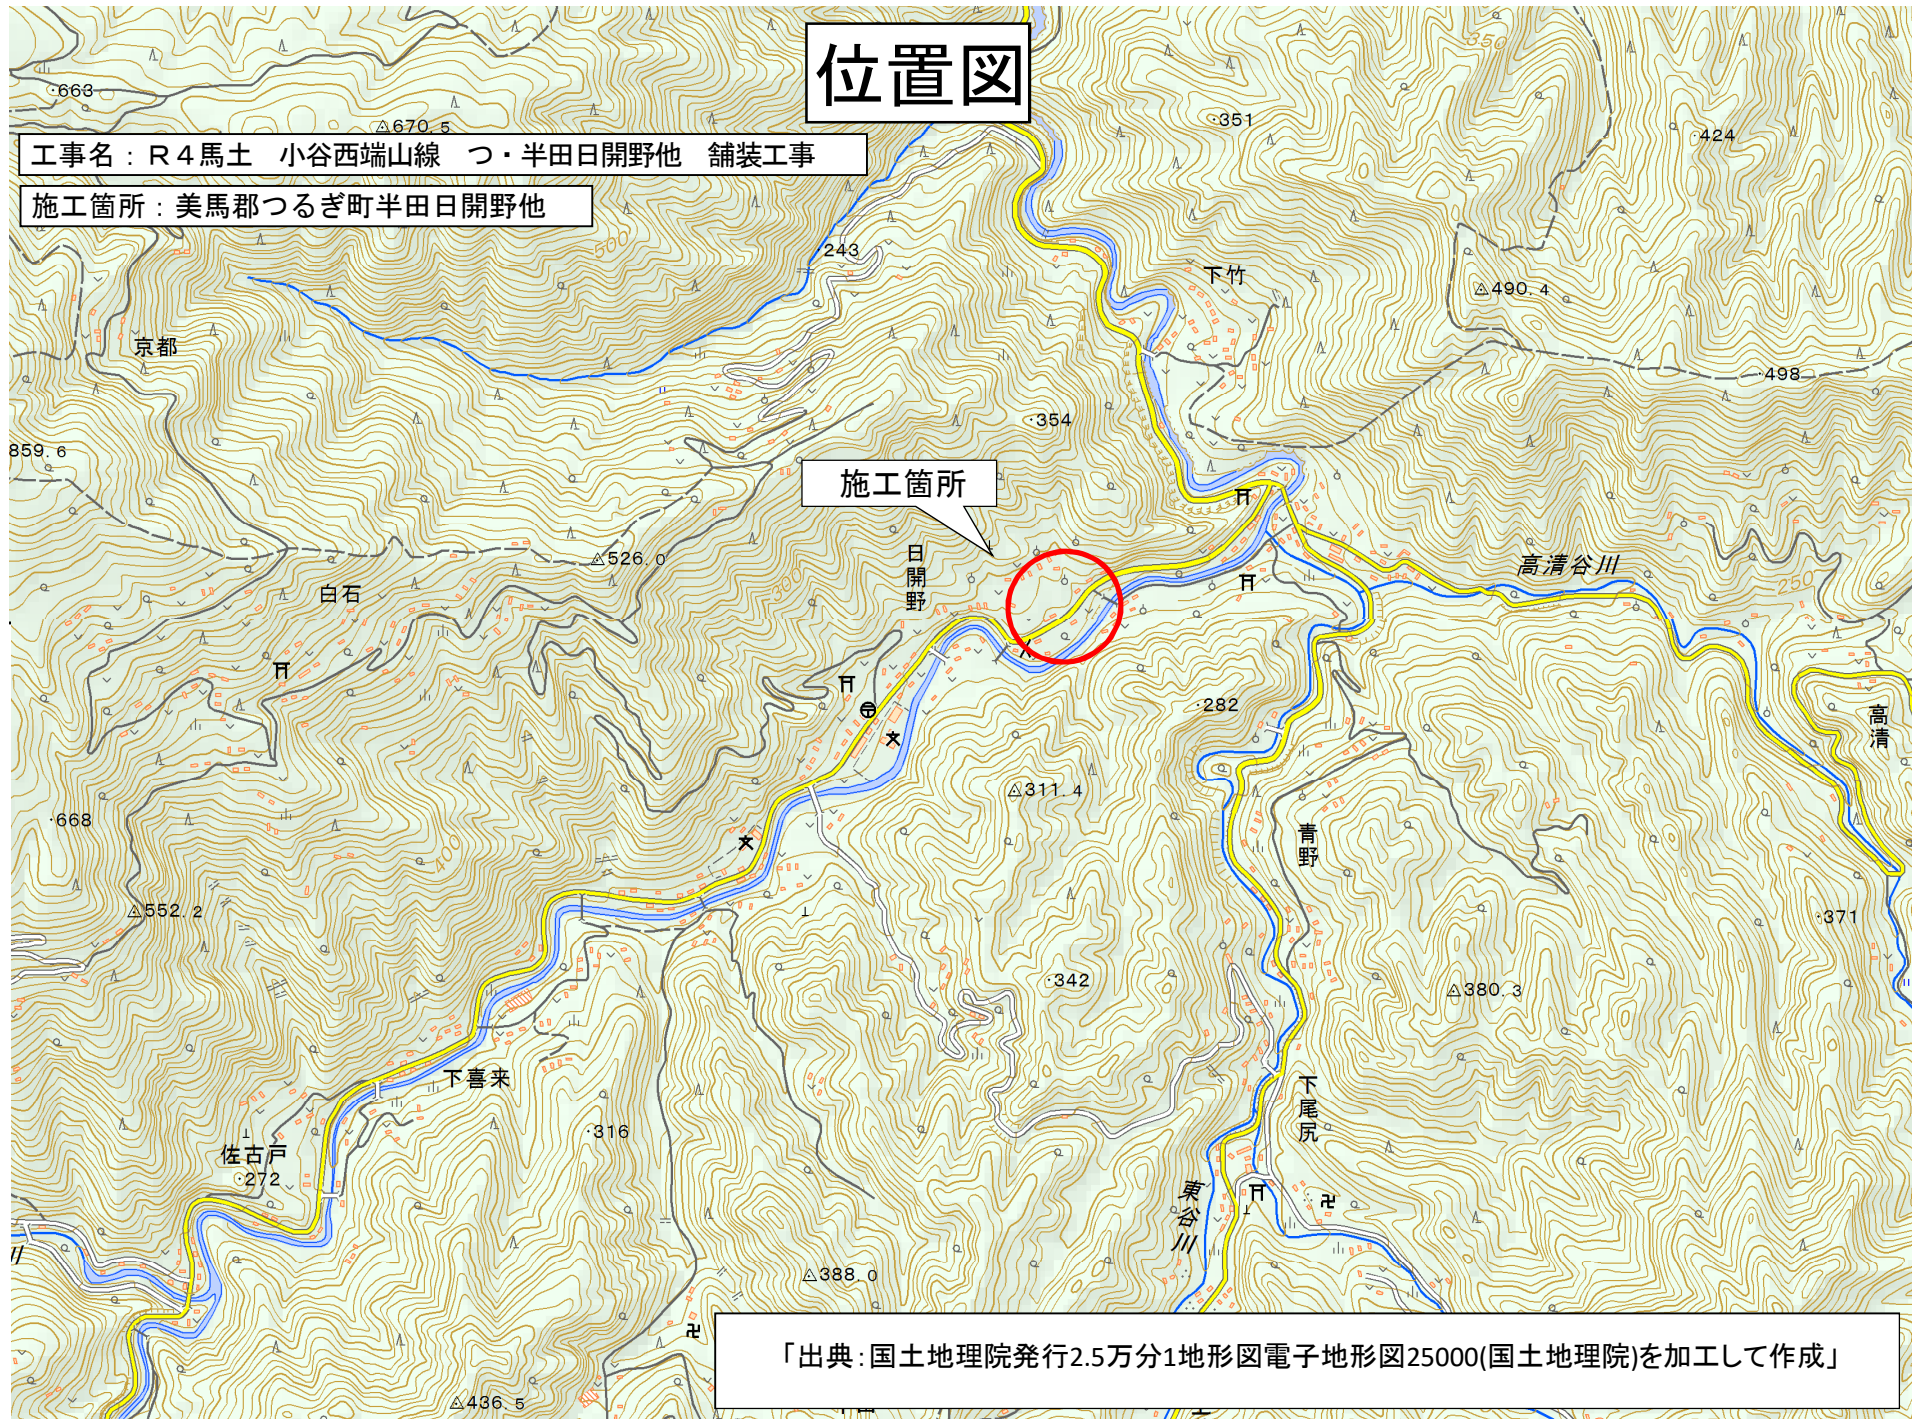 位置図
・663
670.5
工事名：Ｒ４馬土　小谷西端山線　つ・半田日開野他　舗装工事
施工箇所：美馬郡つるぎ町半田日開野他
・351
・424
350
500
・243
下竹
490.4
京都
・498
859.6
・354
施工箇所
526.0
日開野
高清谷川
250
白石
300
・282
高清
311.4
・668
青野
400
552.2
・371
・342
380.3
下喜来
下尾尻
・316
佐古戸
・272
東谷川
川
388.0
「出典：国土地理院発行2.5万分1地形図電子地形図25000(国土地理院)を加工して作成」
436.5